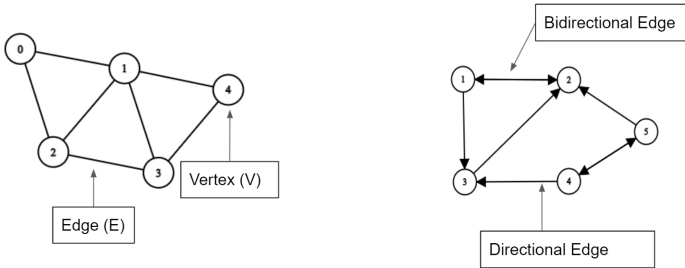 Bidirectional Edge
0
1
4
2
3
Vertex (V)
Edge (E)
1
2
5
3
4
Directional Edge